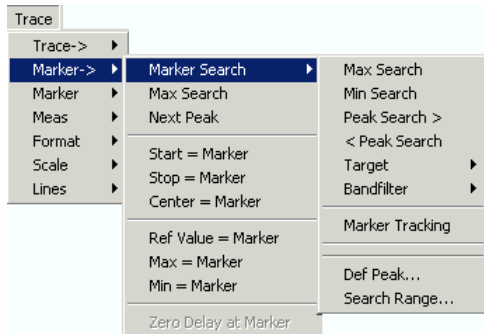 Trace
Trace->
Marker->
Marker
Meas
Format
Scale
Lines
Marker Search
Max Search
Next Peak
Start = Marker
Stop = Marker
Center = Marker
Ref Value = Marker
Max = Marker
Min = Marker
Zero Delay at Marker
Max Search
Min Search
Peak Search >
< Peak Search
Target
Bandfilter
Marker Tracking
Def Peak...
Search Range...